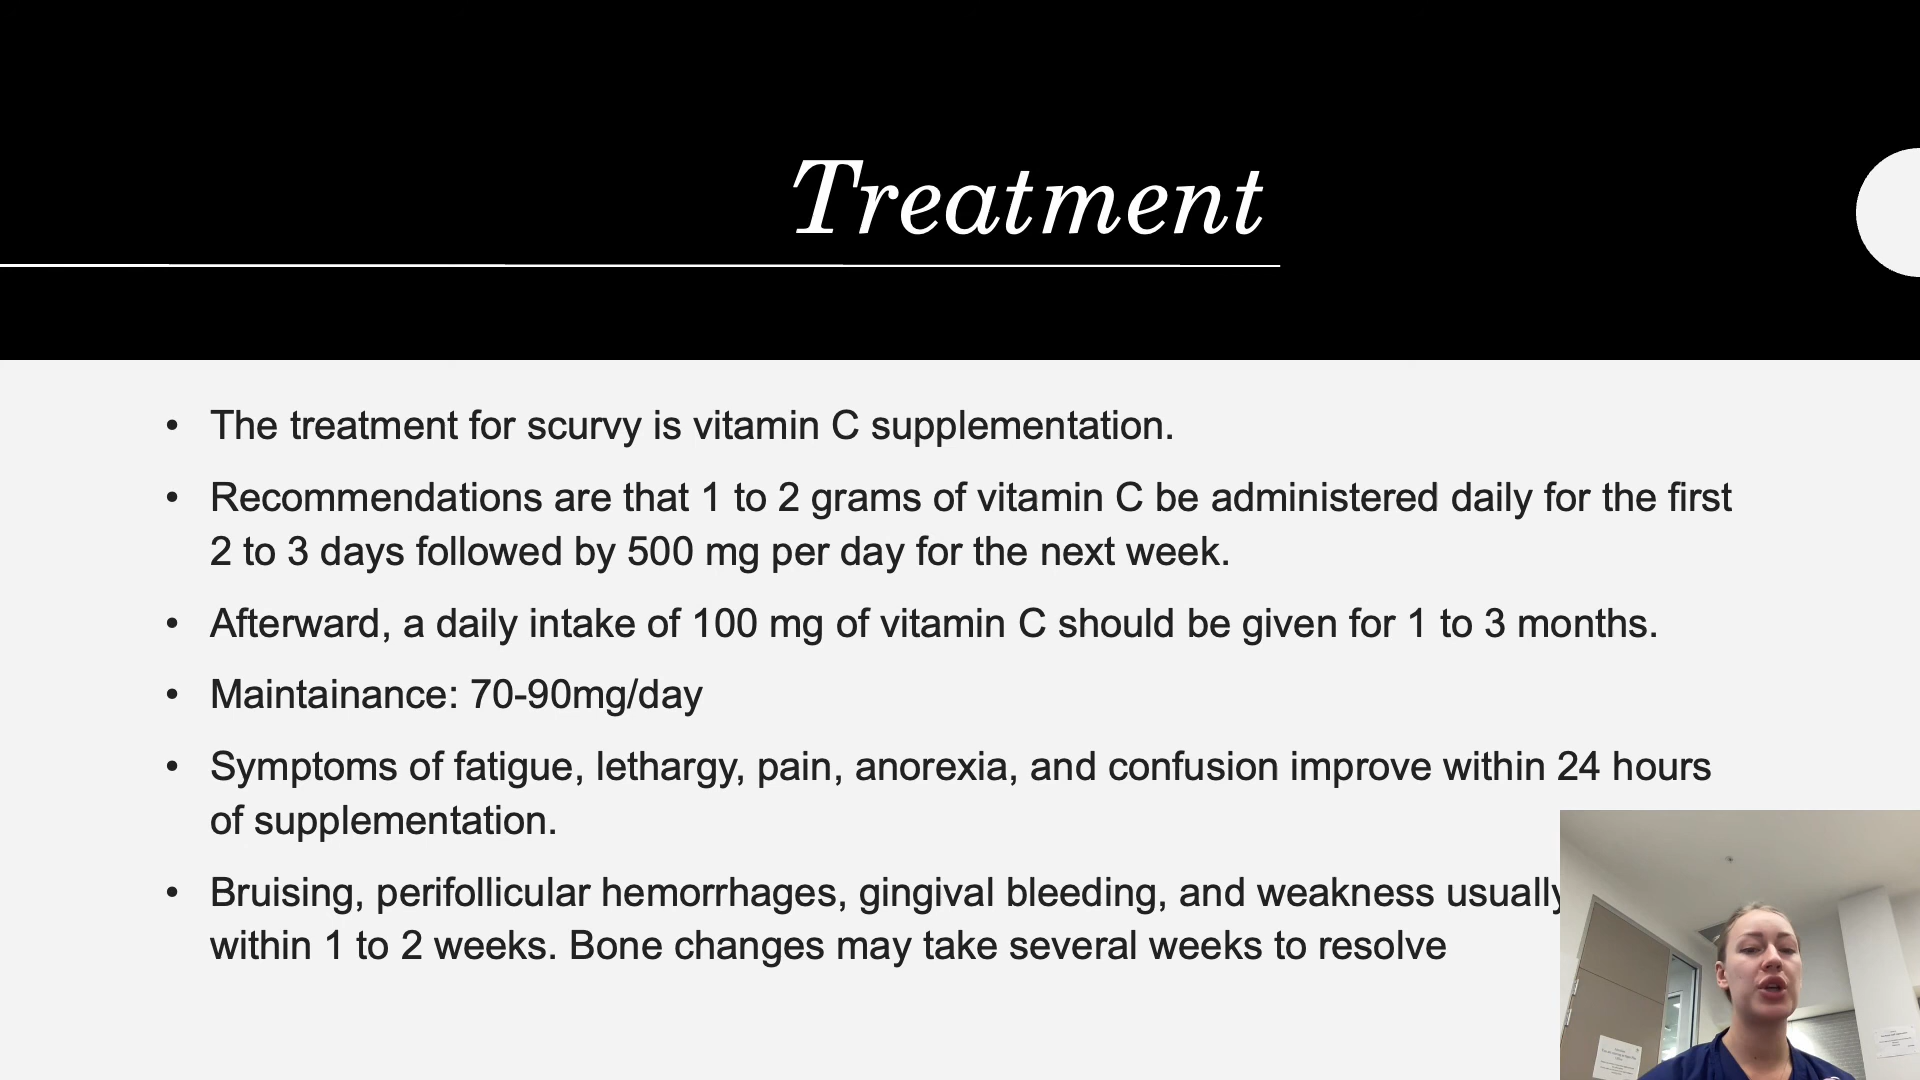 Treatment
• The treatment for scurvy is vitamin C supplementation.
• Recommendations are that 1 to 2 grams of vitamin C be administered daily for the first
2 to 3 days followed by 500 mg per day for the next week.
• Afterward, a daily intake of 100 mg of vitamin C should be given for 1 to 3 months.
• Maintainance: 70-90mg/day
• Symptoms of fatigue, lethargy, pain, anorexia, and confusion improve within 24 hours
of supplementation.
• Bruising, perifollicular hemorrhages, gingival bleeding, and weakness usually
within 1 to 2 weeks. Bone changes may take several weeks to resolve